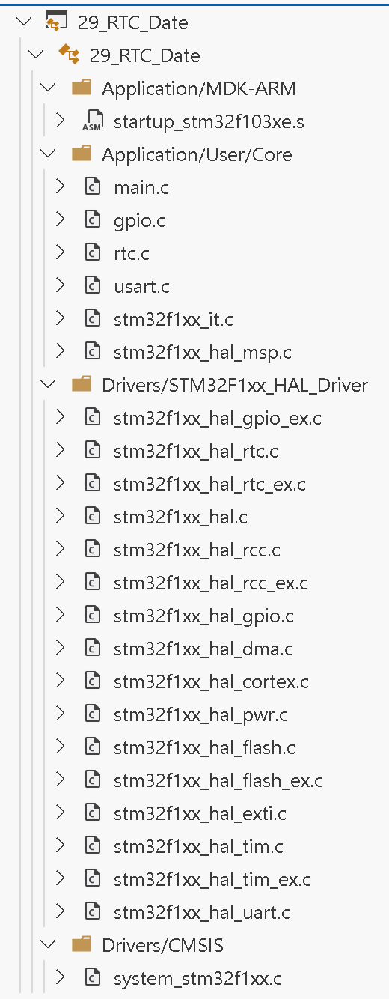 29_RTC_Date
29_RTC_Date
Application/MDK-ARM
ASM startup_stm32f103xe.s
Application/User/Core
C main.c
C gpio.c
C rtc.c
C usart.c
C stm32f1xx_it.c
C stm32f1xx_hal_msp.c
Drivers/STM32F1xx_HAL_Driver
C stm32f1xx_hal_gpio_ex.c
C stm32f1xx_hal_rtc.c
C stm32f1xx_hal_rtc_ex.c
C stm32f1xx_hal.c
C stm32f1xx_hal_rcc.c
C stm32f1xx_hal_rcc_ex.c
C stm32f1xx_hal_gpio.c
C stm32f1xx_hal_dma.c
C stm32f1xx_hal_cortex.c
C stm32f1xx_hal_pwr.c
C stm32f1xx_hal_flash.c
C stm32f1xx_hal_flash_ex.c
C stm32f1xx_hal_exti.c
C stm32f1xx_hal_tim.c
C stm32f1xx_hal_tim_ex.c
C stm32f1xx_hal_uart.c
Drivers/CMSIS
C system_stm32f1xx.c